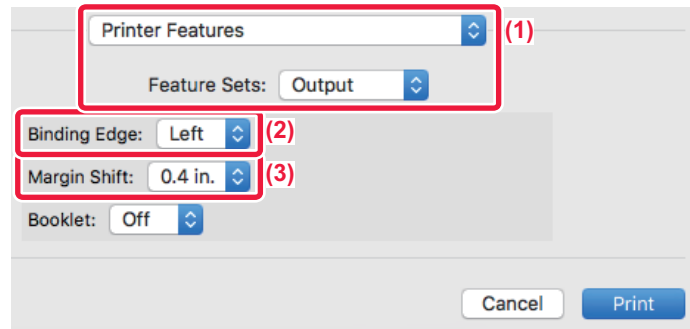 Printer Features (1)
Feature Sets: Output
Binding Edge: Left (2)
Margin Shift: 0.4 in. (3)
Booklet: Off
Cancel Print